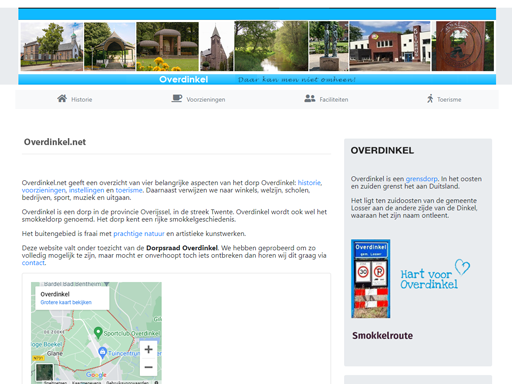 Overdinkel
Daar kan men niet omheen!
Historie
Voorzieningen
Faciliteiten
Toerisme
Overdinkel.net
Overdinkel.net geeft een overzicht van vier belangrijke aspecten van het dorp Overdinkel: historie,
voorzieningen, instellingen en toerisme. Daarnaast verwijzen we naar winkels, welzijn, scholen,
bedrijven, sport, muziek en uitgaan.
Overdinkel is een dorp in de provincie Overijssel, in de streek Twente. Overdinkel wordt ook wel het
smokkeldorp genoemd. Het dorp kent een rijke smokkelgeschiedenis.
Het buitengebied is fraai met prachtige natuur en artistieke kunstwerken.
Deze website valt onder toezicht van de Dorpsraad Overdinkel. We hebben geprobeerd om zo
volledig mogelijk te zijn, maar mocht er onverhoopt toch iets ontbreken dan horen wij dit graag via
contact.
Overdinkel
Grotere kaart bekijken
Sportclub Overdinkel
Glane
Tuincentrum
Google
OVERDINKEL
Overdinkel is een grensdorp. In het oosten
en zuiden grenst het aan Duitsland.
Het ligt ten zuidoosten van de gemeente
Losser aan de andere zijde van de Dinkel,
waaraan het zijn naam ontleent.
Overdinkel
gem. Losser
30
Hart voor
Overdinkel
Smokkelroute